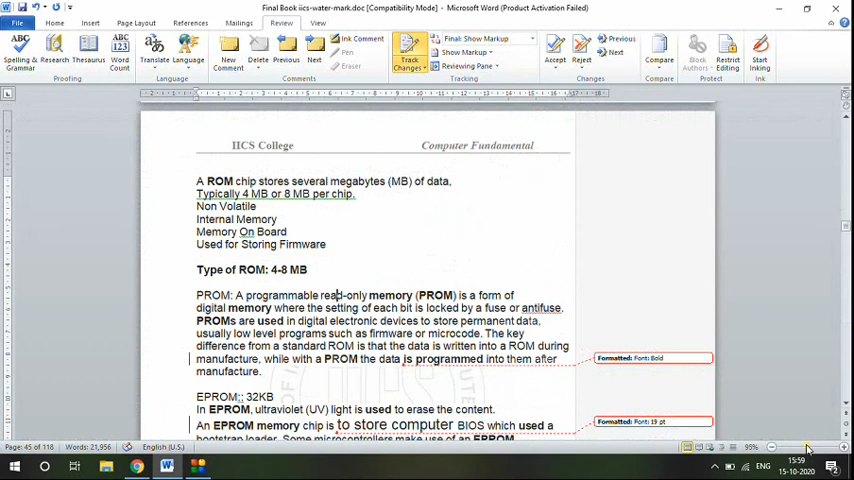 Final Book iics-water-mark.doc [Compatibility Mode] - Microsoft Word (Product Activation Failed)
File Home Insert Page Layout References Mailings Review View
Spelling & Grammar Research Thesaurus Word Count Translate Language New Comment Delete Previous Next Ink Comment Pen Eraser Track Changes Final: Show Markup Show Markup Reviewing Pane Accept Reject Previous Next Compare Block Authors Restrict Editing Start Inking
Proofing Language Comments Tracking Changes Compare Protect Ink
IICS College Computer Fundamental
A ROM chip stores several megabytes (MB) of data,
Typically 4 MB or 8 MB per chip.
Non Volatile
Internal Memory
Memory On Board
Used for Storing Firmware
Type of ROM: 4-8 MB
PROM: A programmable read-only memory (PROM) is a form of
digital memory where the setting of each bit is locked by a fuse or antifuse.
PROMs are used in digital electronic devices to store permanent data,
usually low level programs such as firmware or microcode. The key
difference from a standard ROM is that the data is written into a ROM during
manufacture, while with a PROM the data is programmed into them after
manufacture.
Formatted: Font: Bold
EPROM:: 32KB
In EPROM, ultraviolet (UV) light is used to erase the content.
An EPROM memory chip is to store computer BIOS which used a
Formatted: Font: 19 pt
bootstrap loader. Some microcontrollers make use of an EPROM
Page: 45 of 118 Words: 21,956 English (U.S.) 95%
ENG 15:59
15-10-2020